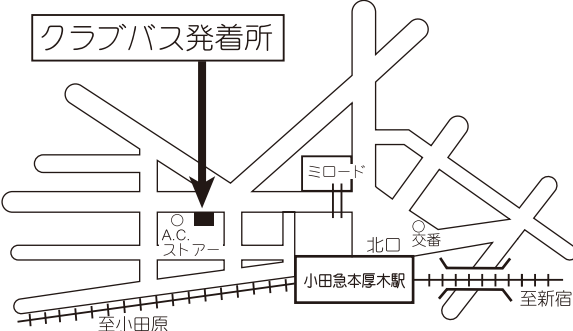 クラブバス発着所
ミロード
A.C.
ストアー
北口
交番
小田急本厚木駅
至新宿
至小田原